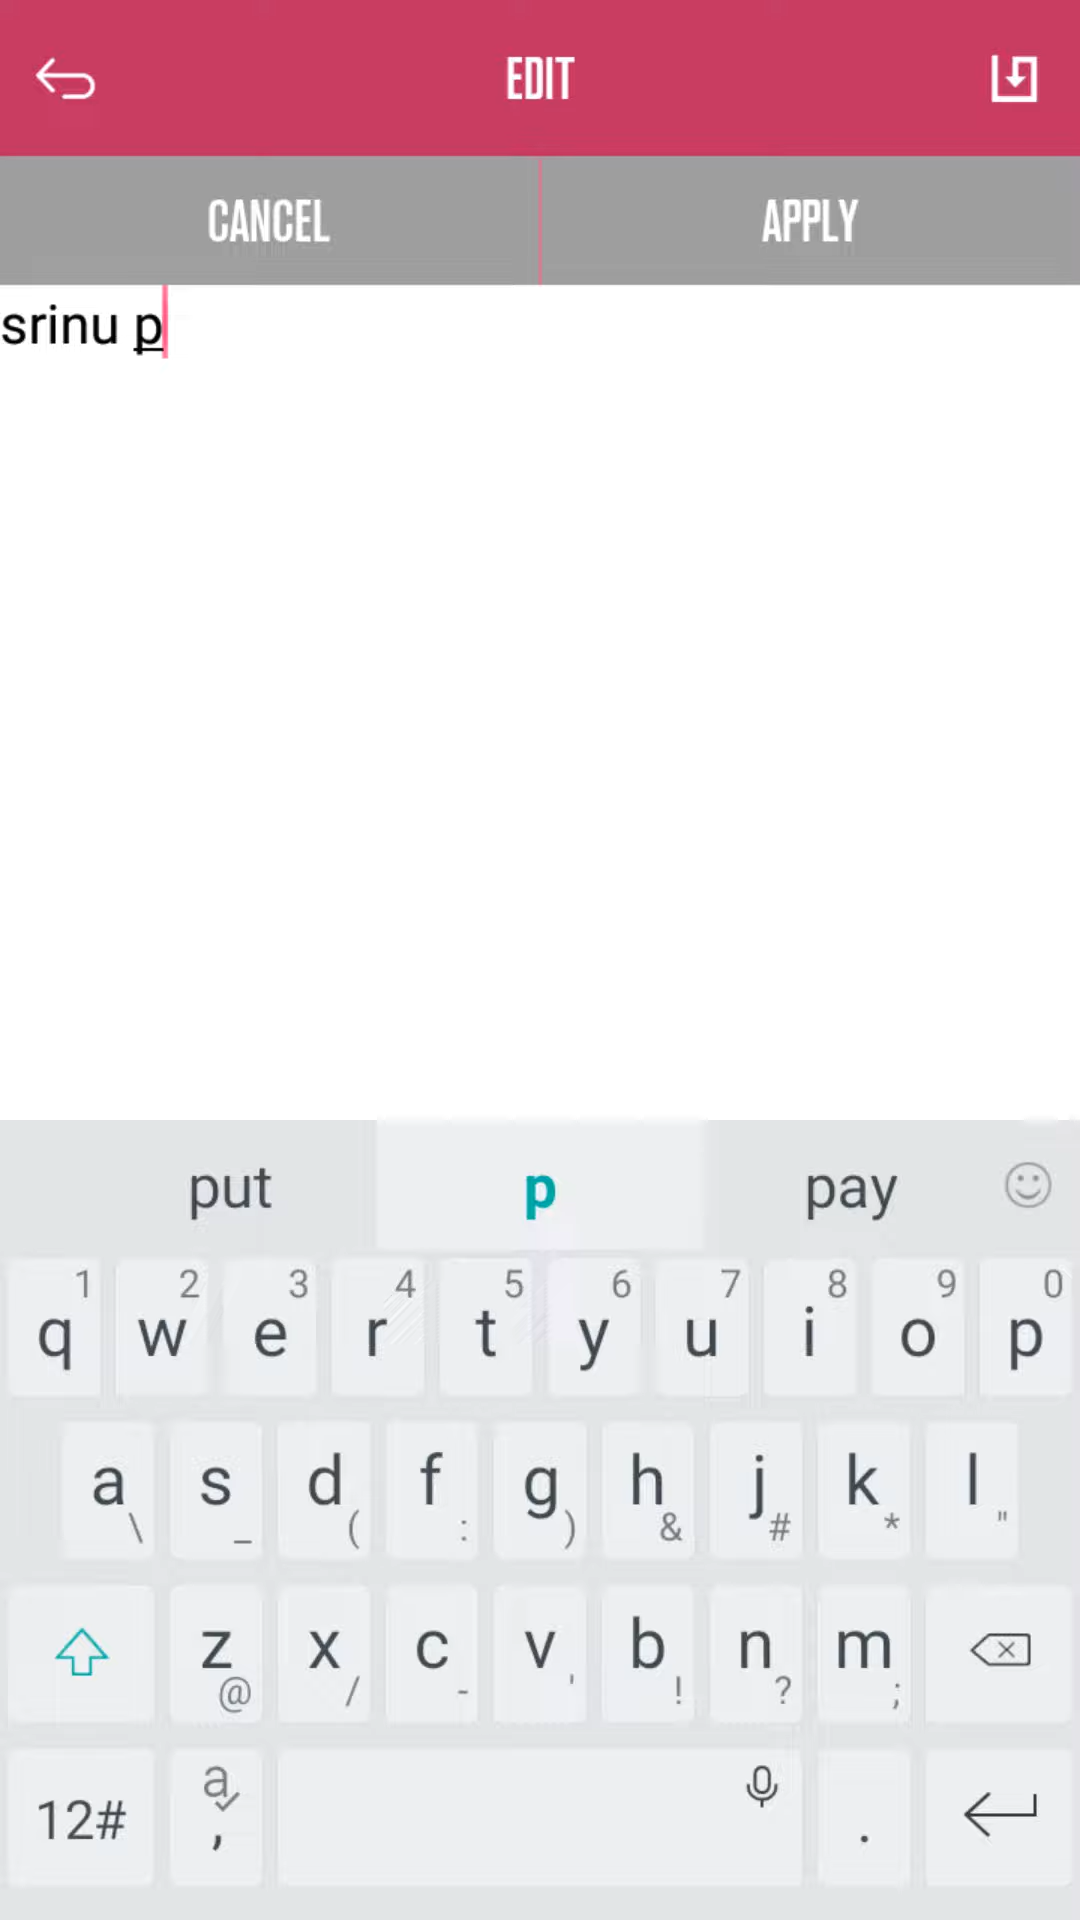 EDIT
CANCEL APPLY
srinu p
put p pay
1 2 3 4 5 6 7 8 9 0
q w e r t y u i o p
a s d f g h j k l
\ _ ( : ) & # * "
z x c v b n m
@ / - ' ! ? ;
12# a , .